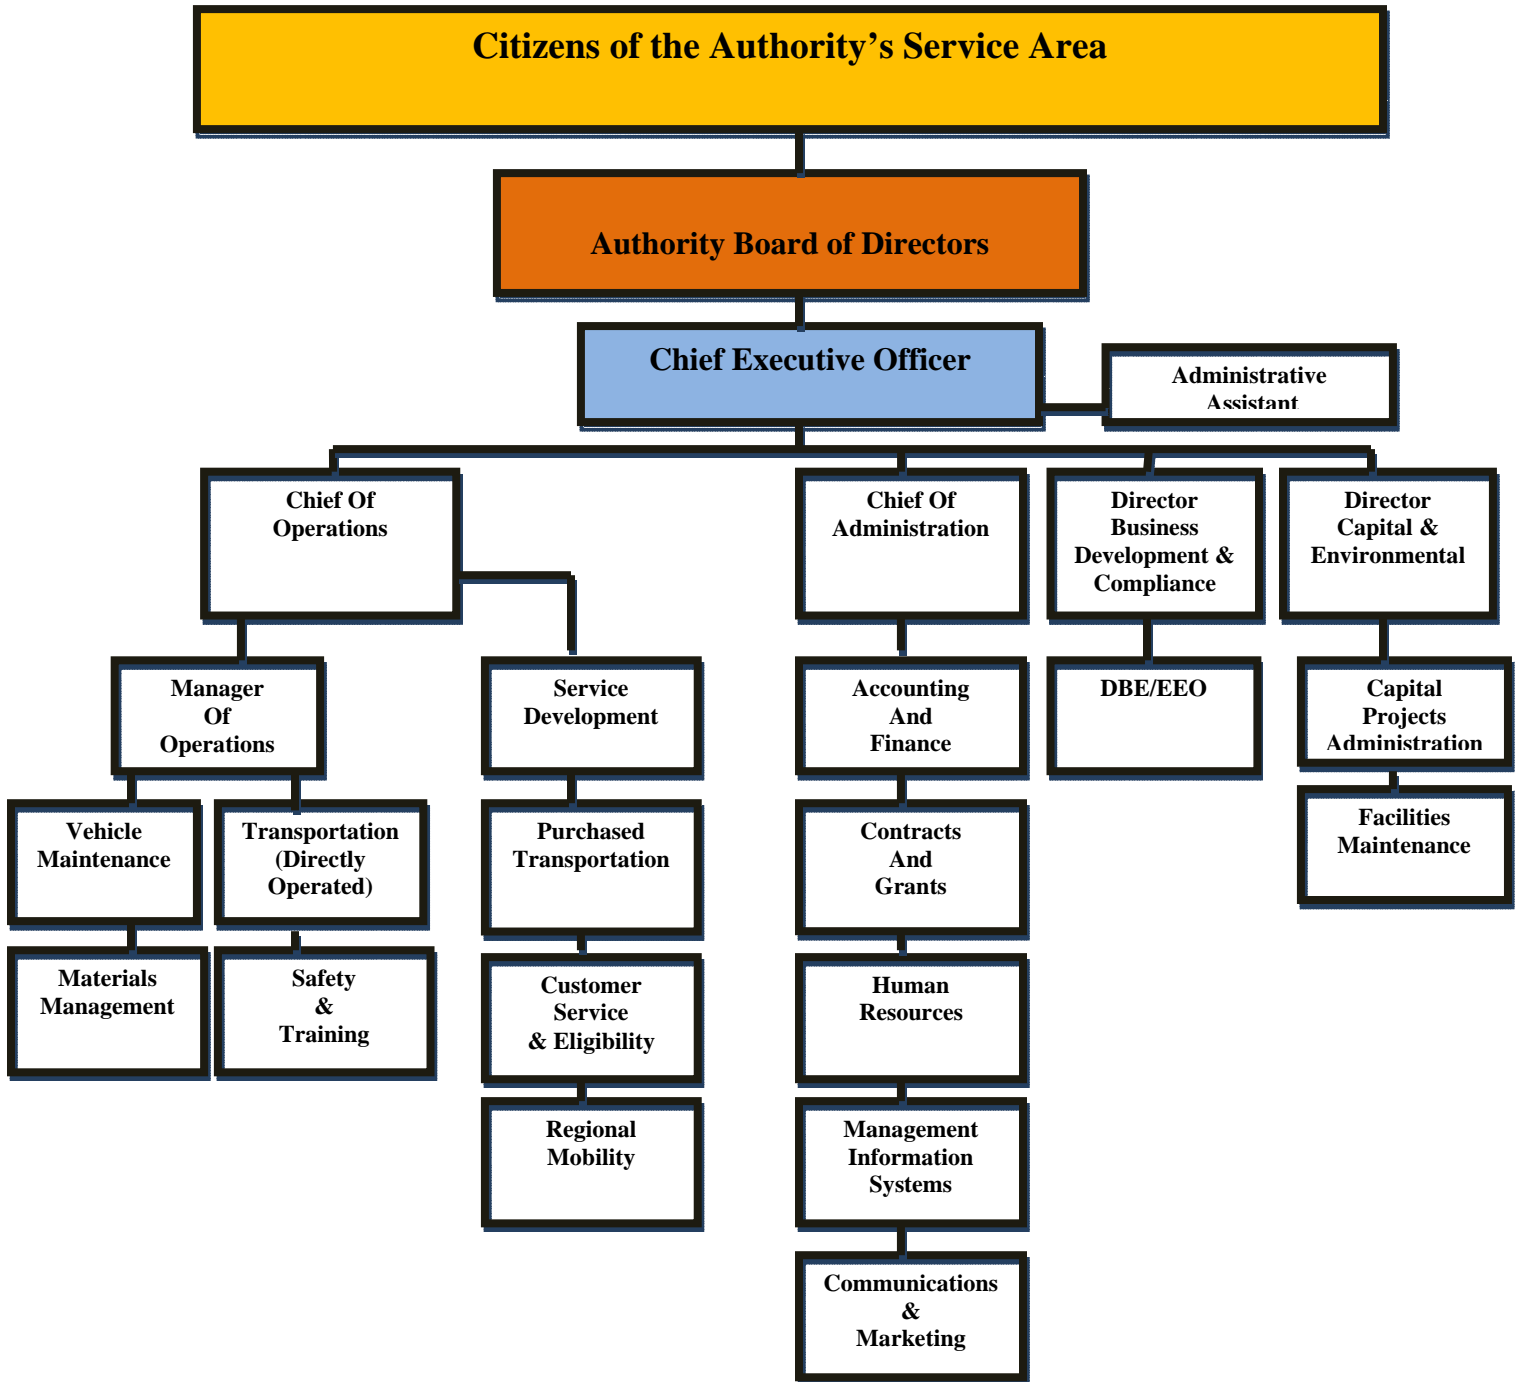 Citizens of the Authority’s Service Area
Authority Board of Directors
Chief Executive Officer
Administrative
Assistant
Chief Of
Operations
Chief Of
Administration
Director
Business
Development &
Compliance
Director
Capital &
Environmental
Manager
Of
Operations
Service
Development
Accounting
And
Finance
DBE/EEO
Capital
Projects
Administration
Vehicle
Maintenance
Transportation
(Directly
Operated)
Purchased
Transportation
Contracts
And
Grants
Facilities
Maintenance
Materials
Management
Safety
&
Training
Customer
Service
& Eligibility
Human
Resources
Regional
Mobility
Management
Information
Systems
Communications
&
Marketing